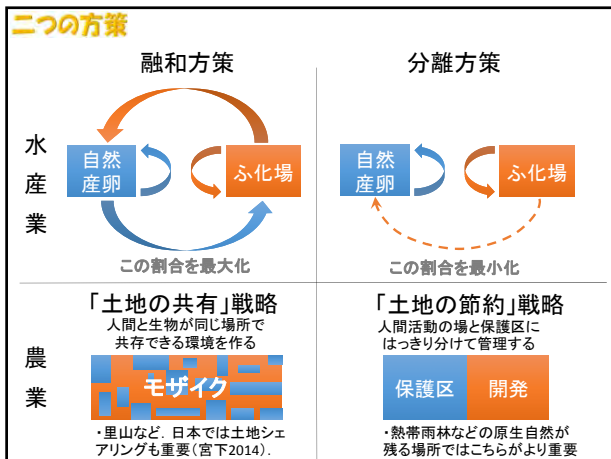 二つの方策
融和方策
分離方策
水産業
自然
産卵
ふ化場
この割合を最大化
自然
産卵
ふ化場
この割合を最小化
農業
「土地の共有」戦略
人間と生物が同じ場所で
共存できる環境を作る
モザイク
・里山など．日本では土地シェ
アリングも重要(宮下2014)．
「土地の節約」戦略
人間活動の場と保護区に
はっきり分けて管理する
保護区
開発
・熱帯雨林などの原生自然が
残る場所ではこちらがより重要